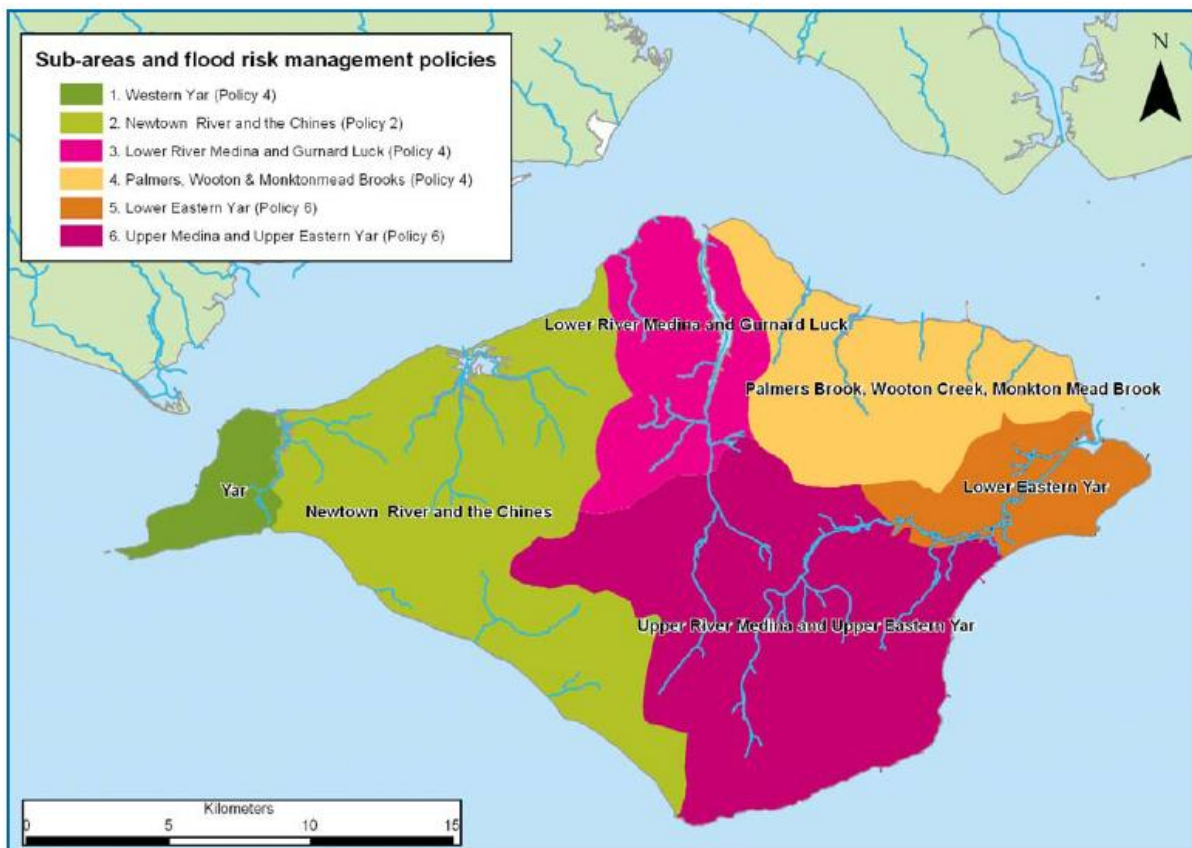 Sub-areas and flood risk management policies
1. Western Yar (Policy 4)
2. Newtown River and the Chines (Policy 2)
3. Lower River Medina and Gurnard Luck (Policy 4)
4. Palmers, Wooton & Monktonmead Brooks (Policy 4)
5. Lower Eastern Yar (Policy 6)
6. Upper Medina and Upper Eastern Yar (Policy 6)
N
Lower River Medina and Gurnard Luck
Palmers Brook, Wooton Creek, Monkton Mead Brook
Yar
Lower Eastern Yar
Newtown River and the Chines
Upper River Medina and Upper Eastern Yar
Kilometers
0 5 10 15